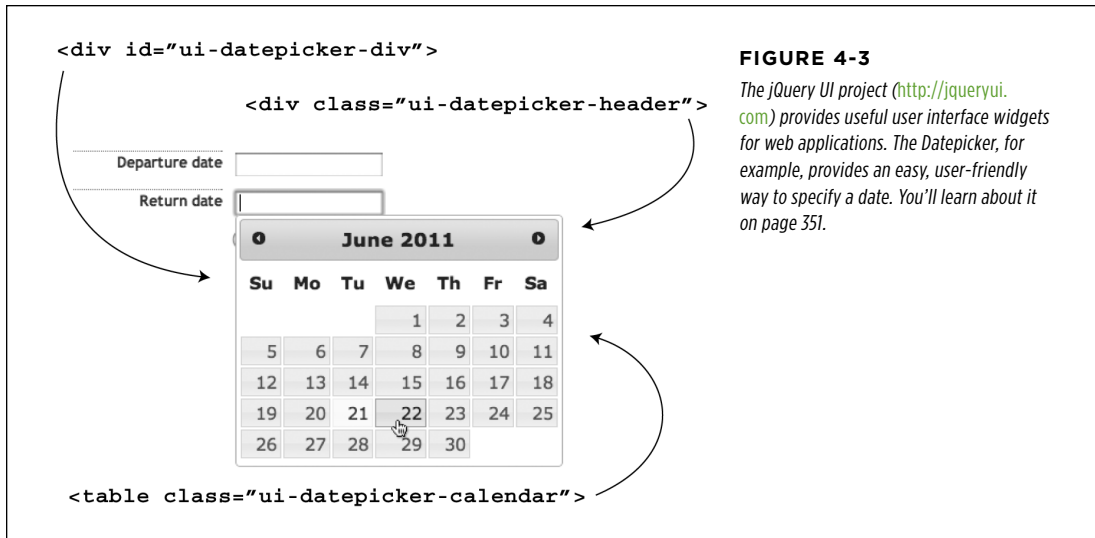 <div id="ui-datepicker-div">
<div class="ui-datepicker-header">
Departure date
Return date
June 2011
Su Mo Tu We Th Fr Sa
1 2 3 4
5 6 7 8 9 10 11
12 13 14 15 16 17 18
19 20 21 22 23 24 25
26 27 28 29 30
<table class="ui-datepicker-calendar">
FIGURE 4-3
The jQuery UI project (http://jqueryui.
com) provides useful user interface widgets
for web applications. The Datepicker, for
example, provides an easy, user-friendly
way to specify a date. You’ll learn about it
on page 351.